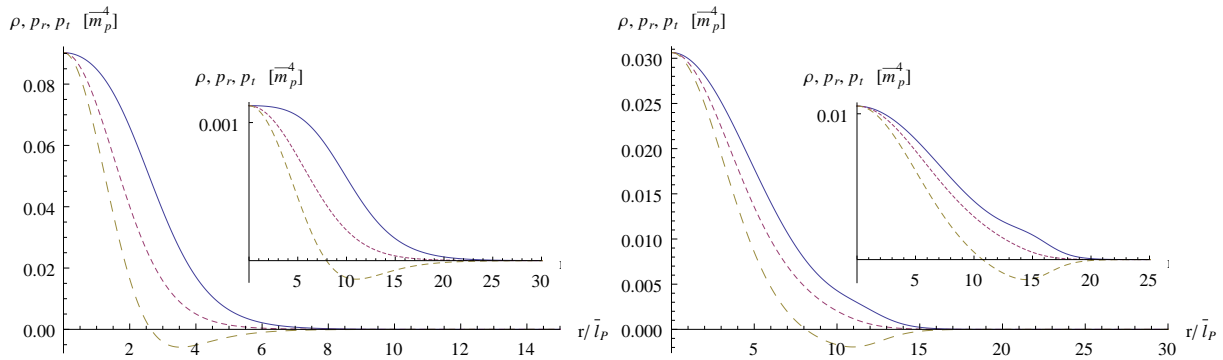 ρ, p_r, p_t [m̄_p^4]
0.08
0.06
0.04
0.02
0.00
2 4 6 8 10 12 14
r/l̄_P
ρ, p_r, p_t [m̄_p^4]
0.001
5 10 15 20 25 30
ρ, p_r, p_t [m̄_p^4]
0.030
0.025
0.020
0.015
0.010
0.005
0.000
5 10 15 20 25 30
r/l̄_P
ρ, p_r, p_t [m̄_p^4]
0.01
5 10 15 20 25